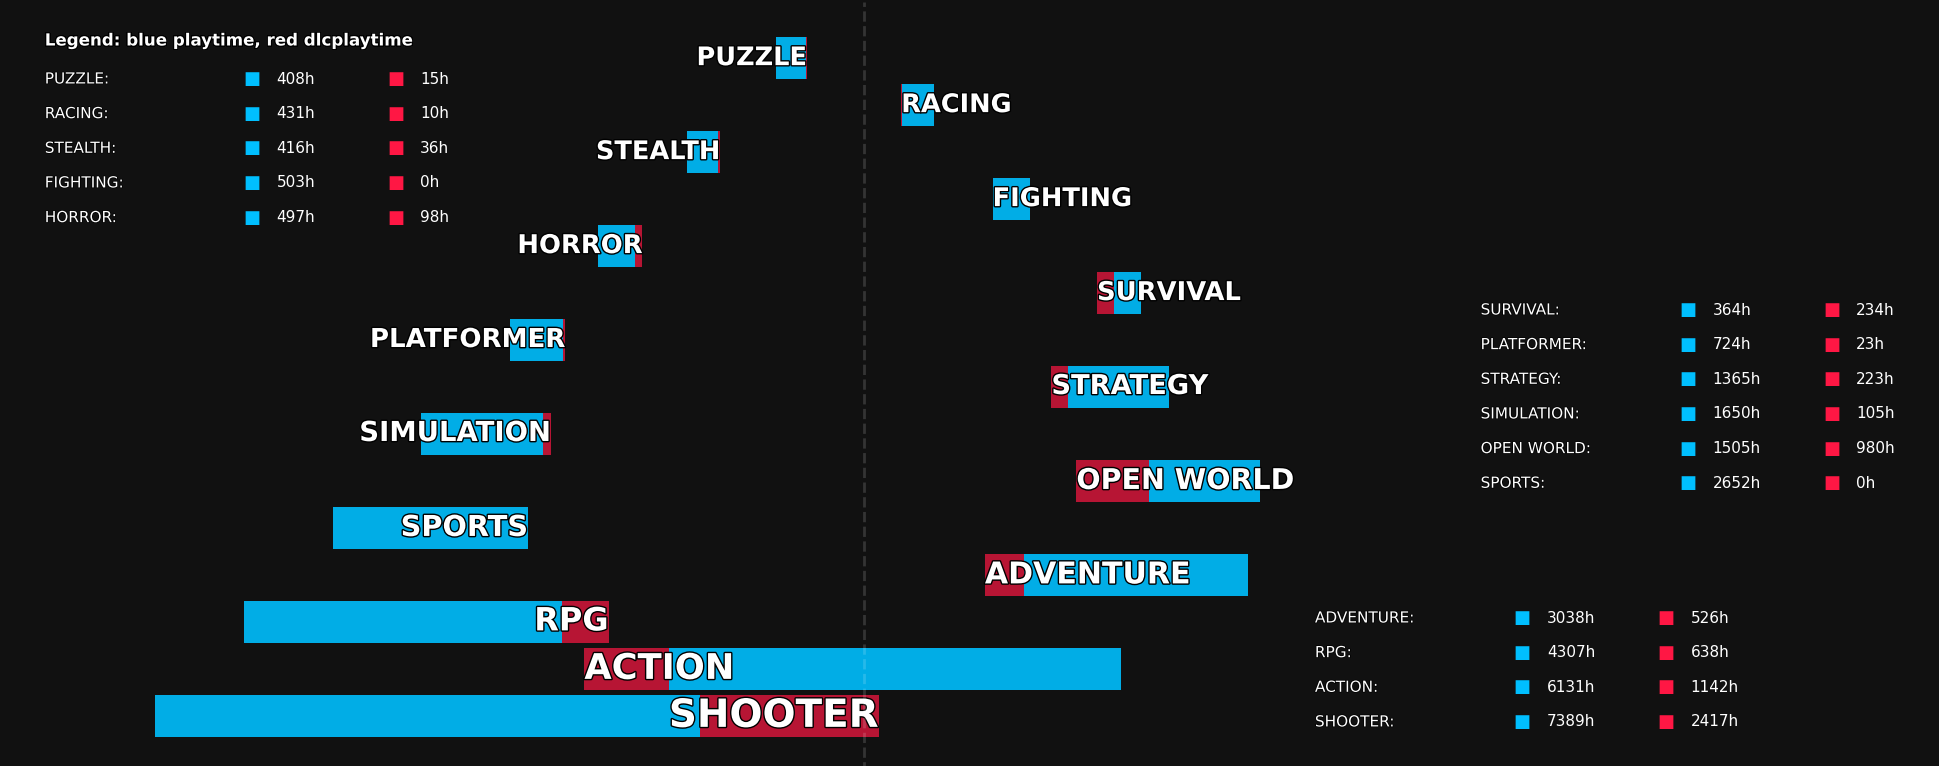 Legend: blue playtime, red dlcplaytime
PUZZLE: 408h 15h
RACING: 431h 10h
STEALTH: 416h 36h
FIGHTING: 503h 0h
HORROR: 497h 98h
PUZZLE
RACING
STEALTH
FIGHTING
HORROR
SURVIVAL
PLATFORMER
STRATEGY
SIMULATION
OPEN WORLD
SPORTS
ADVENTURE
RPG
ACTION
SHOOTER
SURVIVAL: 364h 234h
PLATFORMER: 724h 23h
STRATEGY: 1365h 223h
SIMULATION: 1650h 105h
OPEN WORLD: 1505h 980h
SPORTS: 2652h 0h
ADVENTURE: 3038h 526h
RPG: 4307h 638h
ACTION: 6131h 1142h
SHOOTER: 7389h 2417h